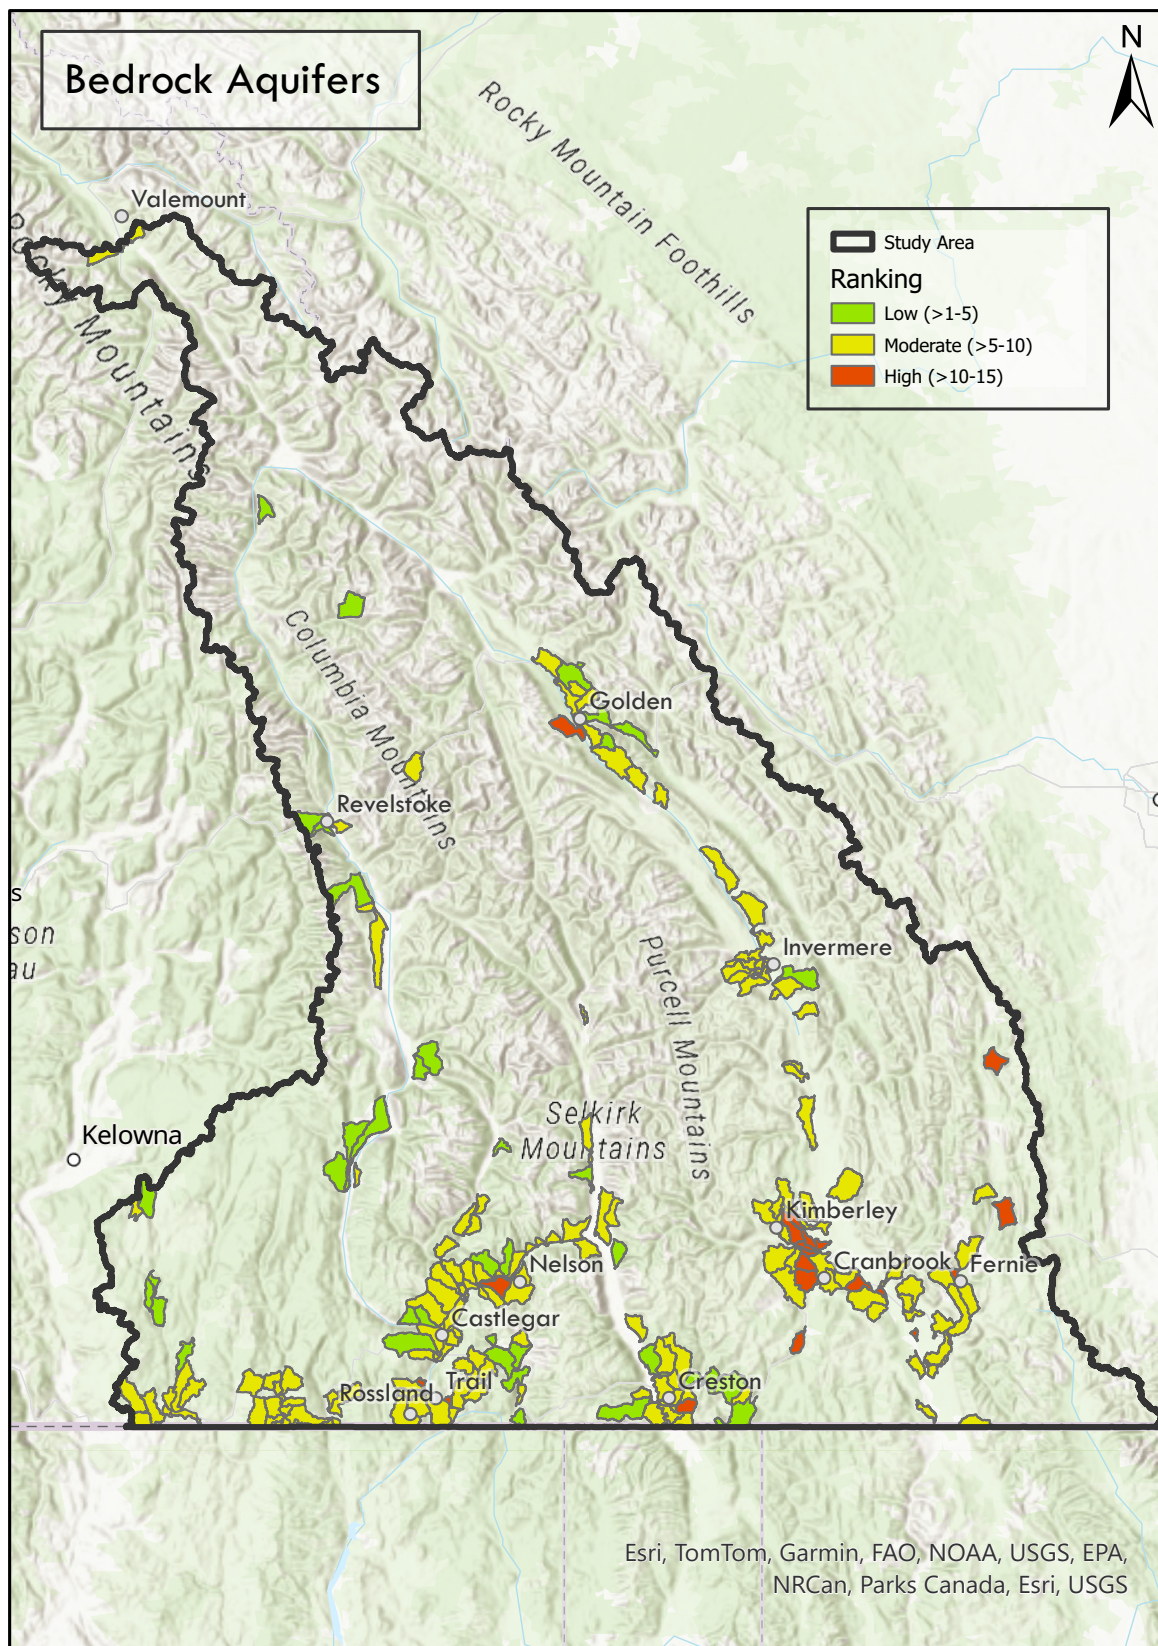 Bedrock Aquifers
N
Rocky Mountain Foothills
Valemount
Study Area
Ranking
Low (>1-5)
Moderate (>5-10)
High (>10-15)
Rocky Mountains
Columbia Mountains
Golden
Revelstoke
s
son
au
Invermere
Purcell Mountains
Selkirk
Mountains
Kelowna
Kimberley
Cranbrook
Fernie
Nelson
Castlegar
Trail
Rossland
Creston
Esri, TomTom, Garmin, FAO, NOAA, USGS, EPA,
NRCan, Parks Canada, Esri, USGS